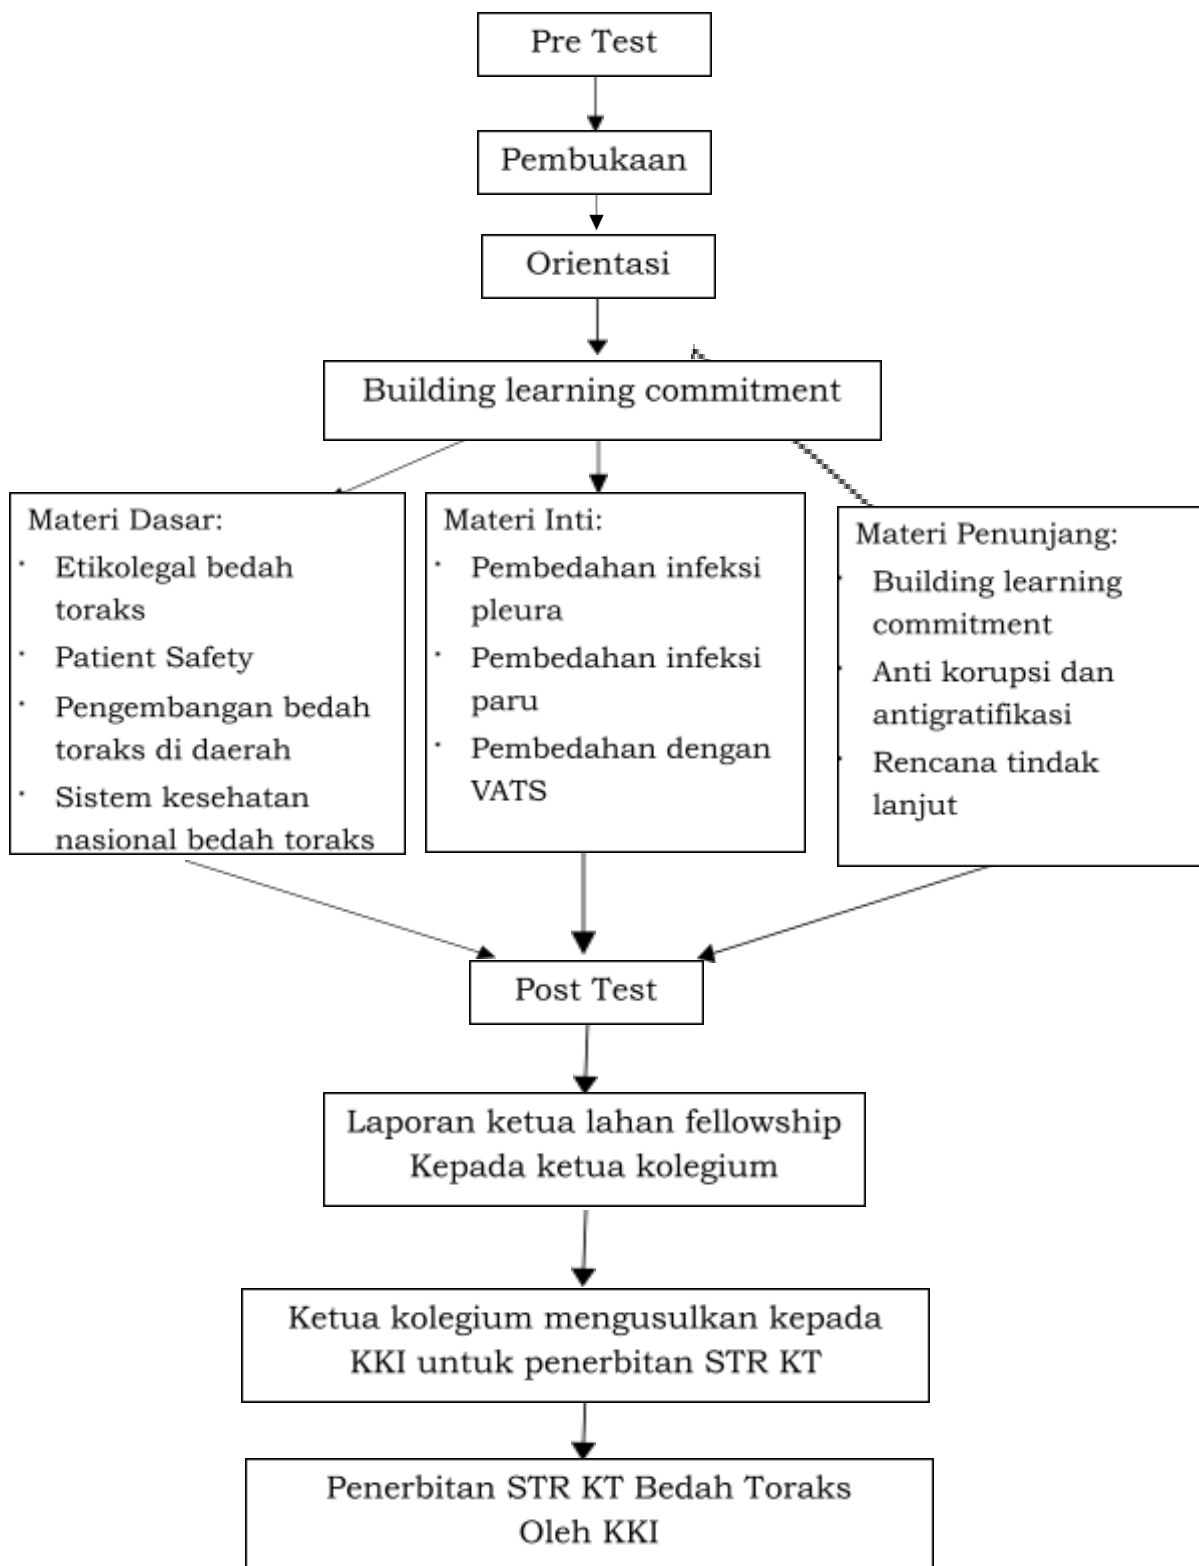 Pre Test
Pembukaan
Orientasi
Building learning commitment
Materi Dasar:
· Etikolegal bedah
toraks
· Patient Safety
· Pengembangan bedah
toraks di daerah
· Sistem kesehatan
nasional bedah toraks
Materi Inti:
· Pembedahan infeksi
pleura
· Pembedahan infeksi
paru
· Pembedahan dengan
VATS
Materi Penunjang:
· Building learning
commitment
· Anti korupsi dan
antigratifikasi
· Rencana tindak
lanjut
Post Test
Laporan ketua lahan fellowship
Kepada ketua kolegium
Ketua kolegium mengusulkan kepada
KKI untuk penerbitan STR KT
Penerbitan STR KT Bedah Toraks
Oleh KKI